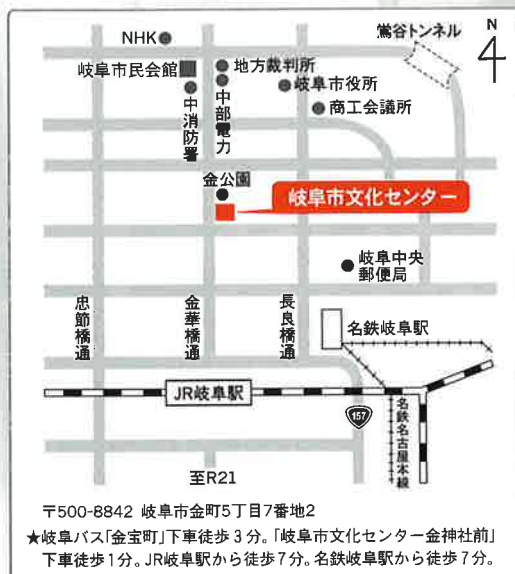 NHK
鶯谷トンネル
N
4
岐阜市民会館
地方裁判所
岐阜市役所
中消防署
中部電力
商工会議所
金公園
岐阜市文化センター
岐阜中央
郵便局
忠節橋通
金華橋通
長良橋通
名鉄岐阜駅
JR岐阜駅
157
名鉄名古屋本線
至R21
〒500-8842 岐阜市金町5丁目7番地2
★岐阜バス「金宝町」下車徒歩3分。「岐阜市文化センター金神社前」
下車徒歩1分。JR岐阜駅から徒歩7分。名鉄岐阜駅から徒歩7分。